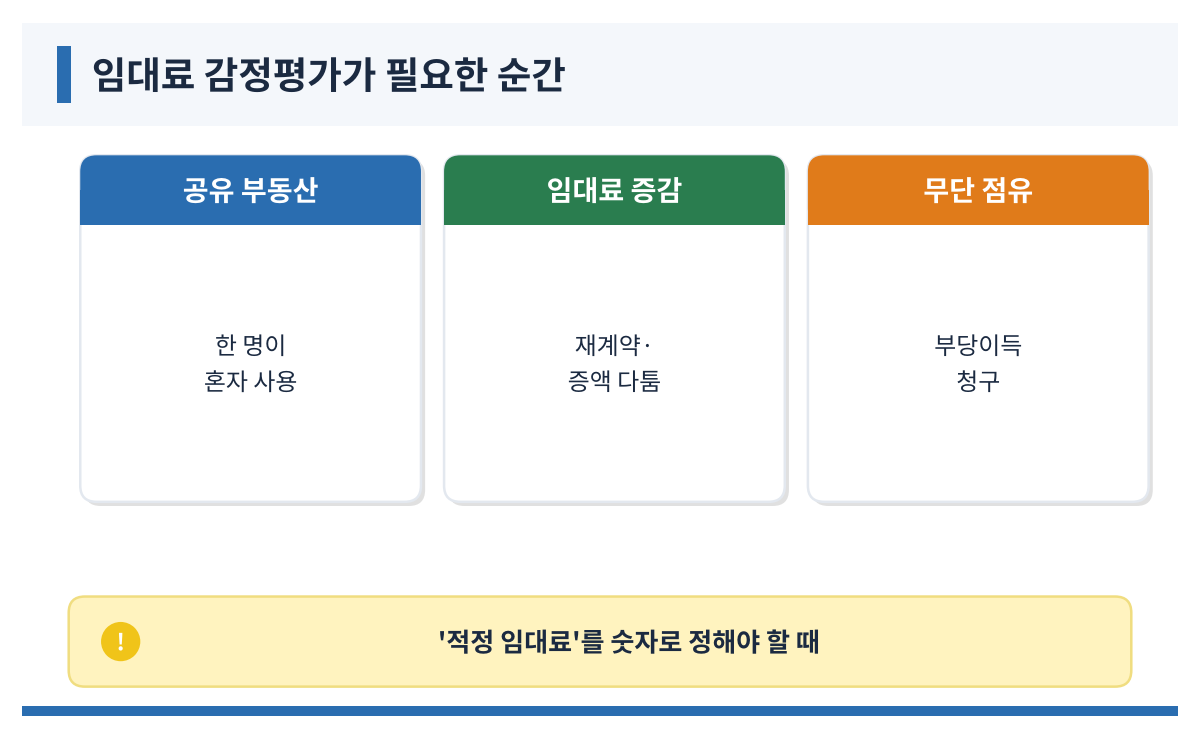 임대료 감정평가가 필요한 순간
공유 부동산
한 명이
혼자 사용
임대료 증감
재계약·
증액 다툼
무단 점유
부당이득
청구
!
'적정 임대료'를 숫자로 정해야 할 때